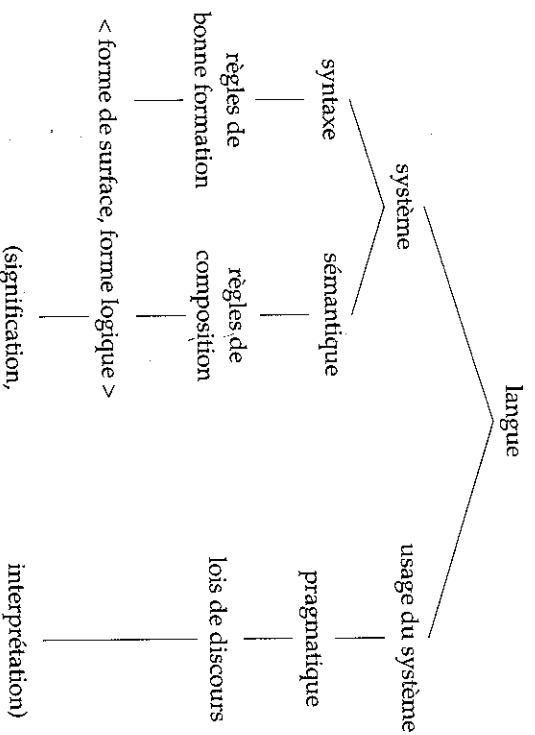 langue
système
usage du système
syntaxe
sémantique
pragmatique
règles de
bonne formation
règles de
composition
lois de discours
< forme de surface, forme logique >
(signification,
interprétation)